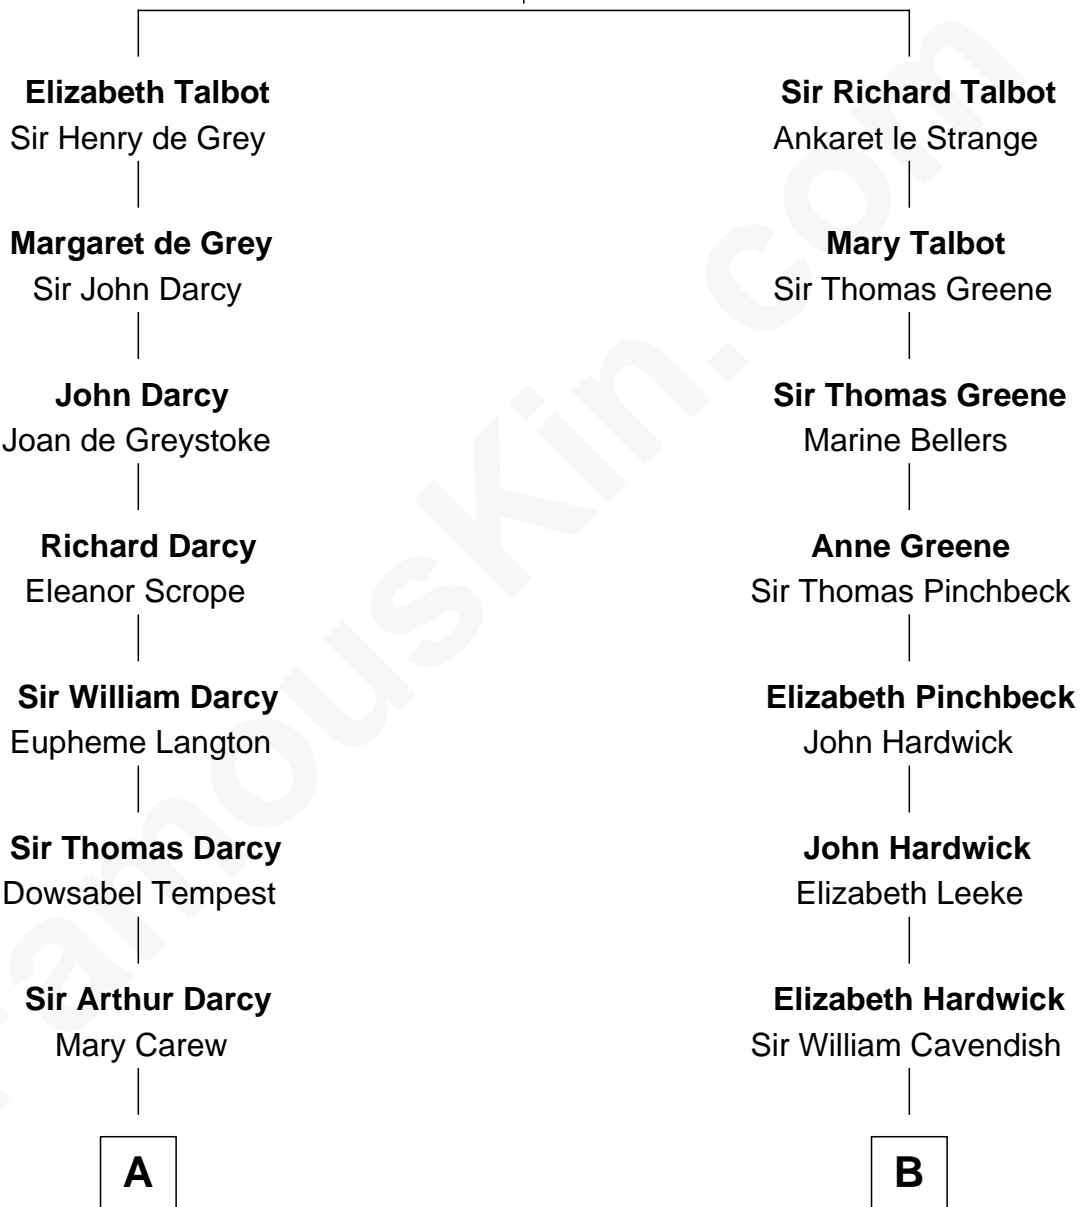 Elizabeth Talbot
Sir Henry de Grey
Margaret de Grey
Sir John Darcy
John Darcy
Joan de Greystoke
Richard Darcy
Eleanor Scrope
Sir William Darcy
Eupheme Langton
Sir Thomas Darcy
Dowsabel Tempest
Sir Arthur Darcy
Mary Carew
A
Sir Richard Talbot
Ankaret le Strange
Mary Talbot
Sir Thomas Greene
Sir Thomas Greene
Marine Bellers
Anne Greene
Sir Thomas Pinchbeck
Elizabeth Pinchbeck
John Hardwick
John Hardwick
Elizabeth Leeke
Elizabeth Hardwick
Sir William Cavendish
B
FamousKin.com